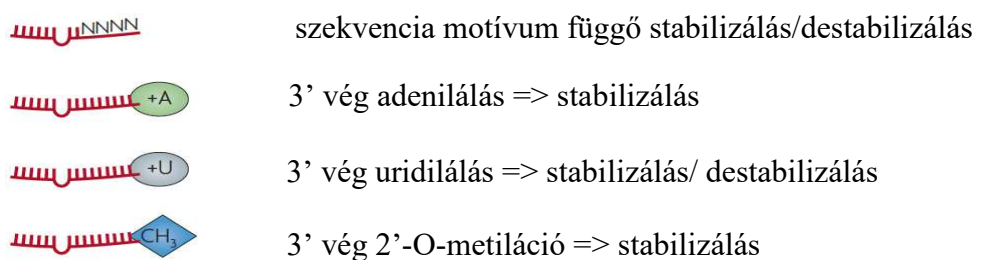 NNNN szekvencia motívum függő stabilizálás/destabilizálás
+A 3’ vég adenilálás => stabilizálás
+U 3’ vég uridilálás => stabilizálás/ destabilizálás
CH₃ 3’ vég 2’-O-metiláció => stabilizálás